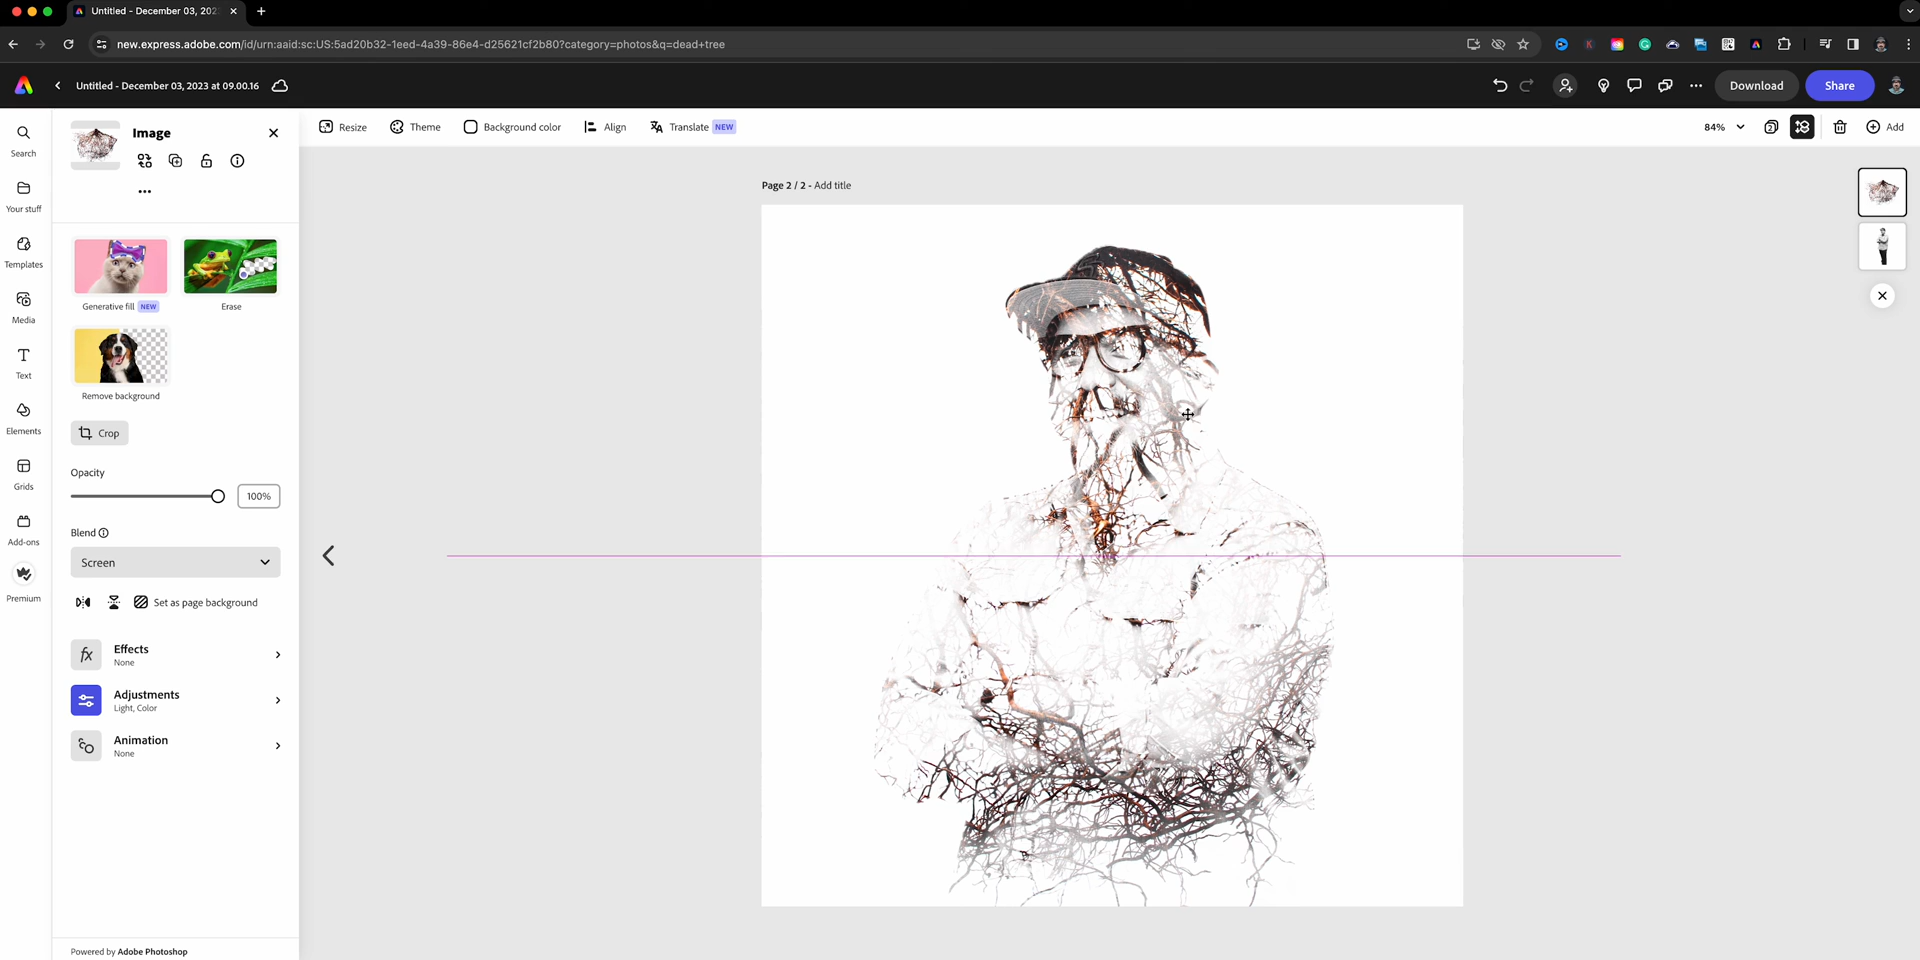 Untitled - December 03, 202
new.express.adobe.com/id/urn:aaid:sc:US:5ad20b32-1eed-4a39-86e4-d25621cf2b80?category=photos&q=dead+tree
Untitled - December 03, 2023 at 09.00.16
Download
Share
Search
Your stuff
Templates
Media
Text
Elements
Grids
Add-ons
Premium
Image
Generative fill NEW
Erase
Remove background
Crop
Opacity
100%
Blend
Screen
Set as page background
fx
Effects
None
Adjustments
Light, Color
Animation
None
Powered by Adobe Photoshop
Resize
Theme
Background color
Align
Translate NEW
84%
2
Add
Page 2 / 2 - Add title